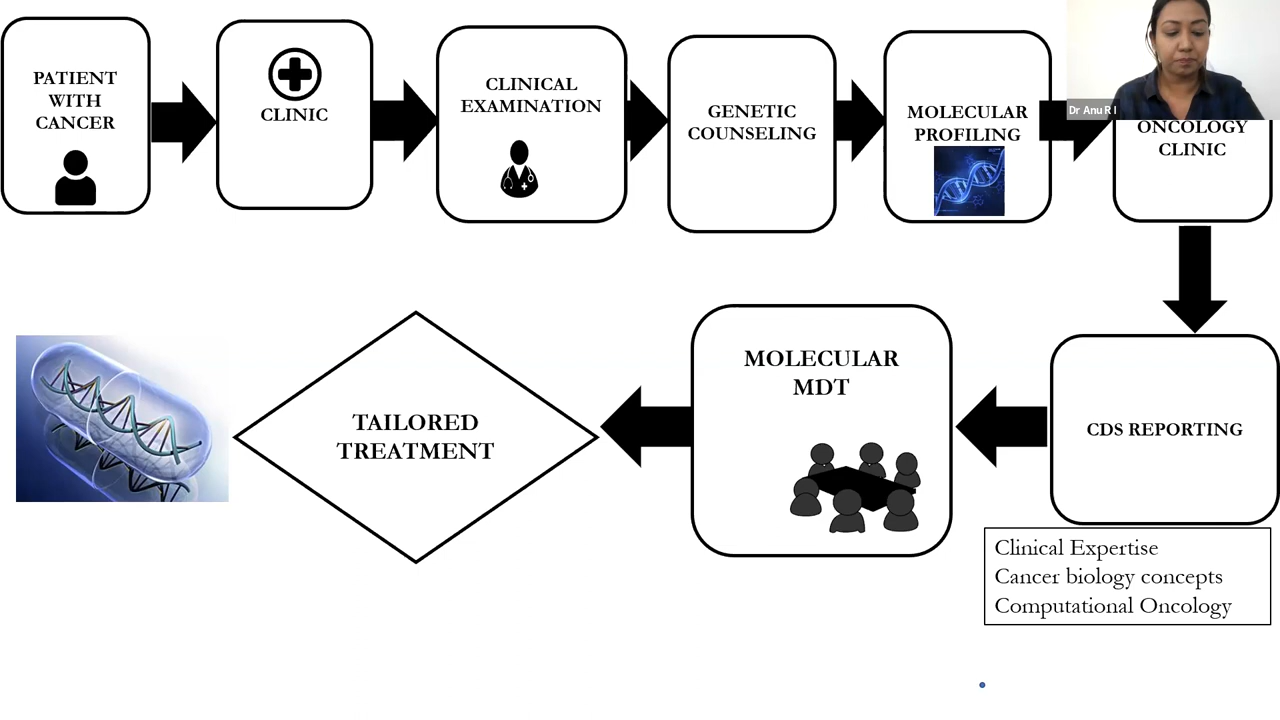 PATIENT
WITH
CANCER
CLINIC
CLINICAL
EXAMINATION
GENETIC
COUNSELING
MOLECULAR
PROFILING
Dr Anu R I
ONCOLOGY
CLINIC
TAILORED
TREATMENT
MOLECULAR
MDT
CDS REPORTING
Clinical Expertise
Cancer biology concepts
Computational Oncology